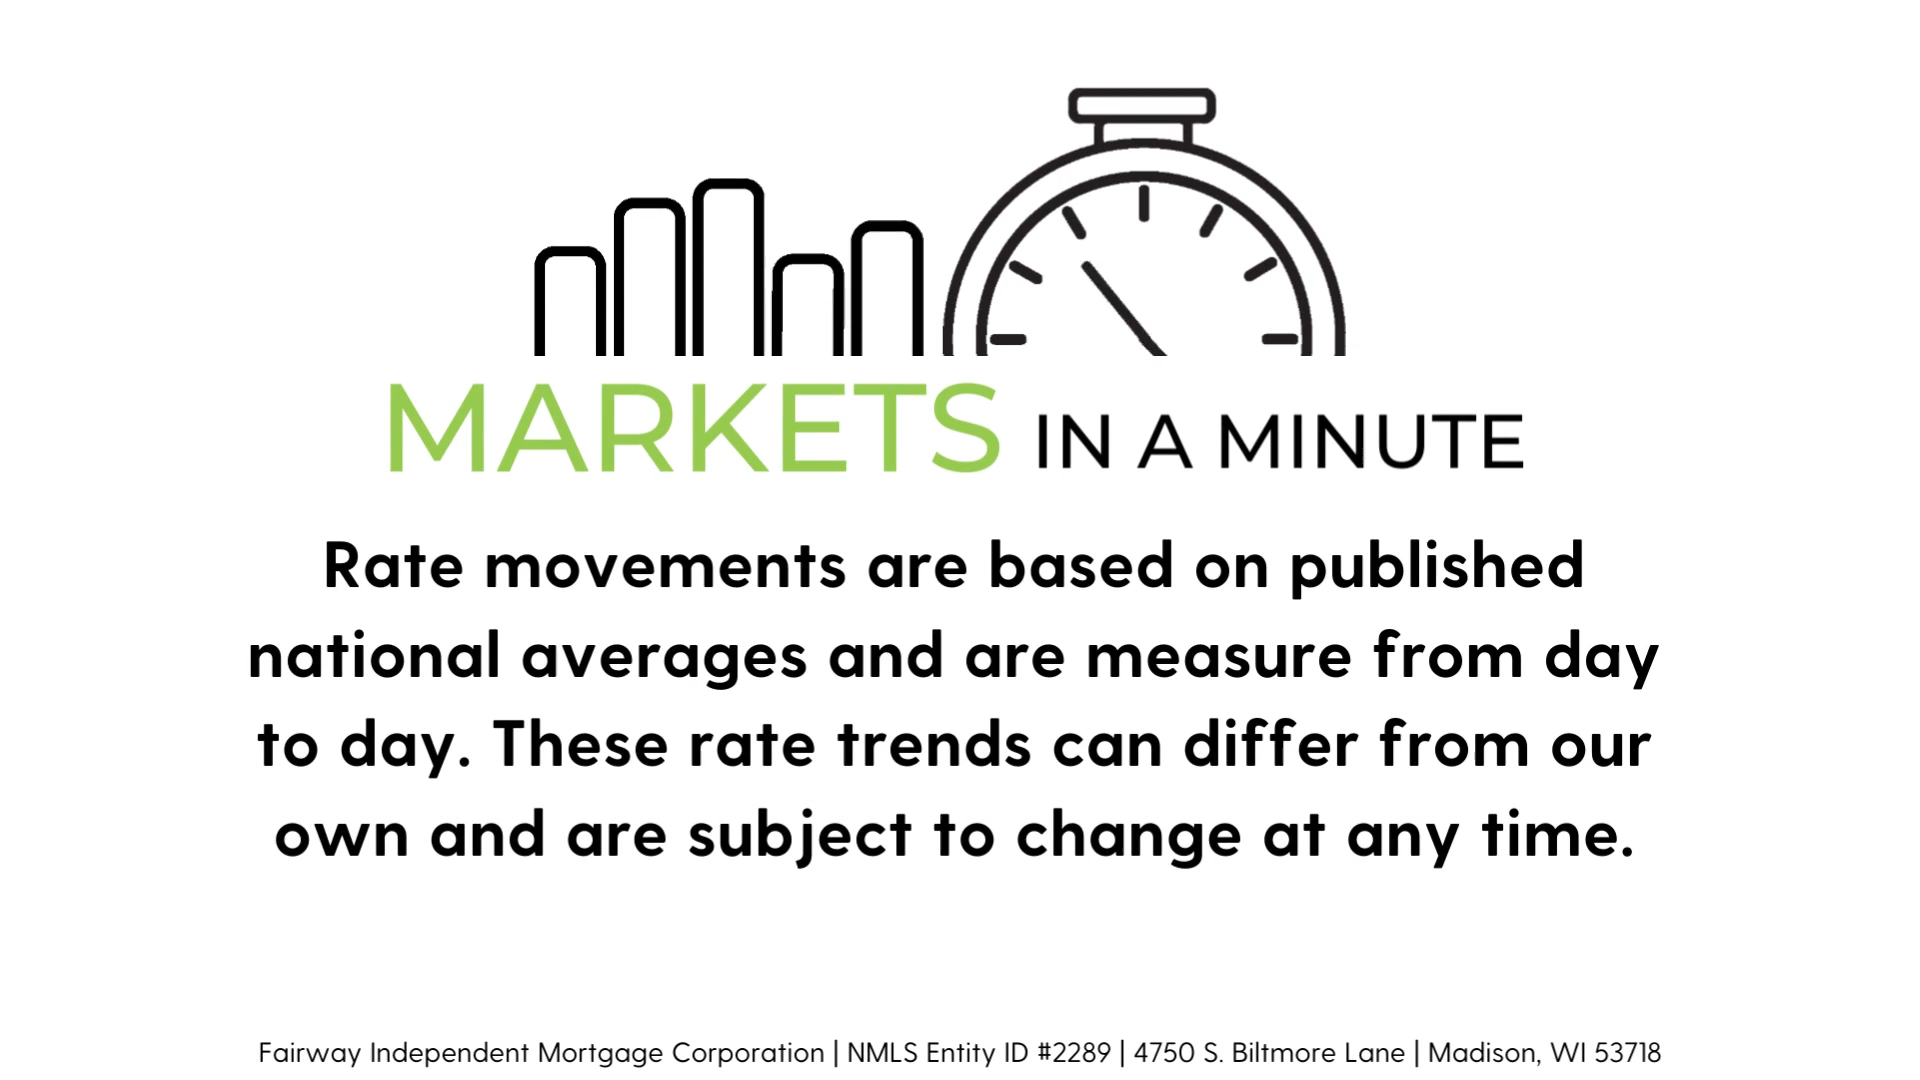 MARKETS IN A MINUTE
Rate movements are based on published
national averages and are measure from day
to day. These rate trends can differ from our
own and are subject to change at any time.
Fairway Independent Mortgage Corporation | NMLS Entity ID #2289 | 4750 S. Biltmore Lane | Madison, WI 53718